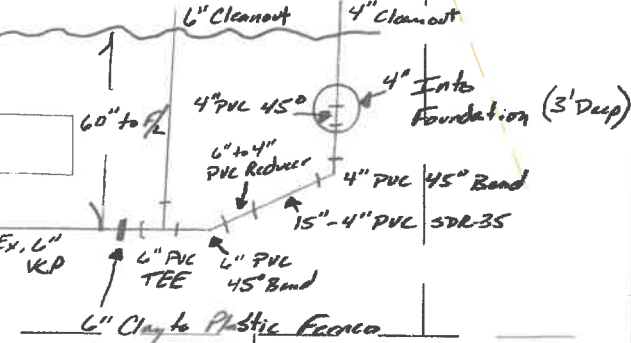 6" Cleanout
4" Cleanout
4" Into
Foundation (3' Deep)
4" PVC 45°
60" to F/L
6" to 4"
PVC Reducer
4" PVC 45° Bend
15"-4" PVC SDR-35
Ex. 6"
VCP
6" PVC
TEE
6" PVC
45° Bend
6" Clay to Plastic Fernco